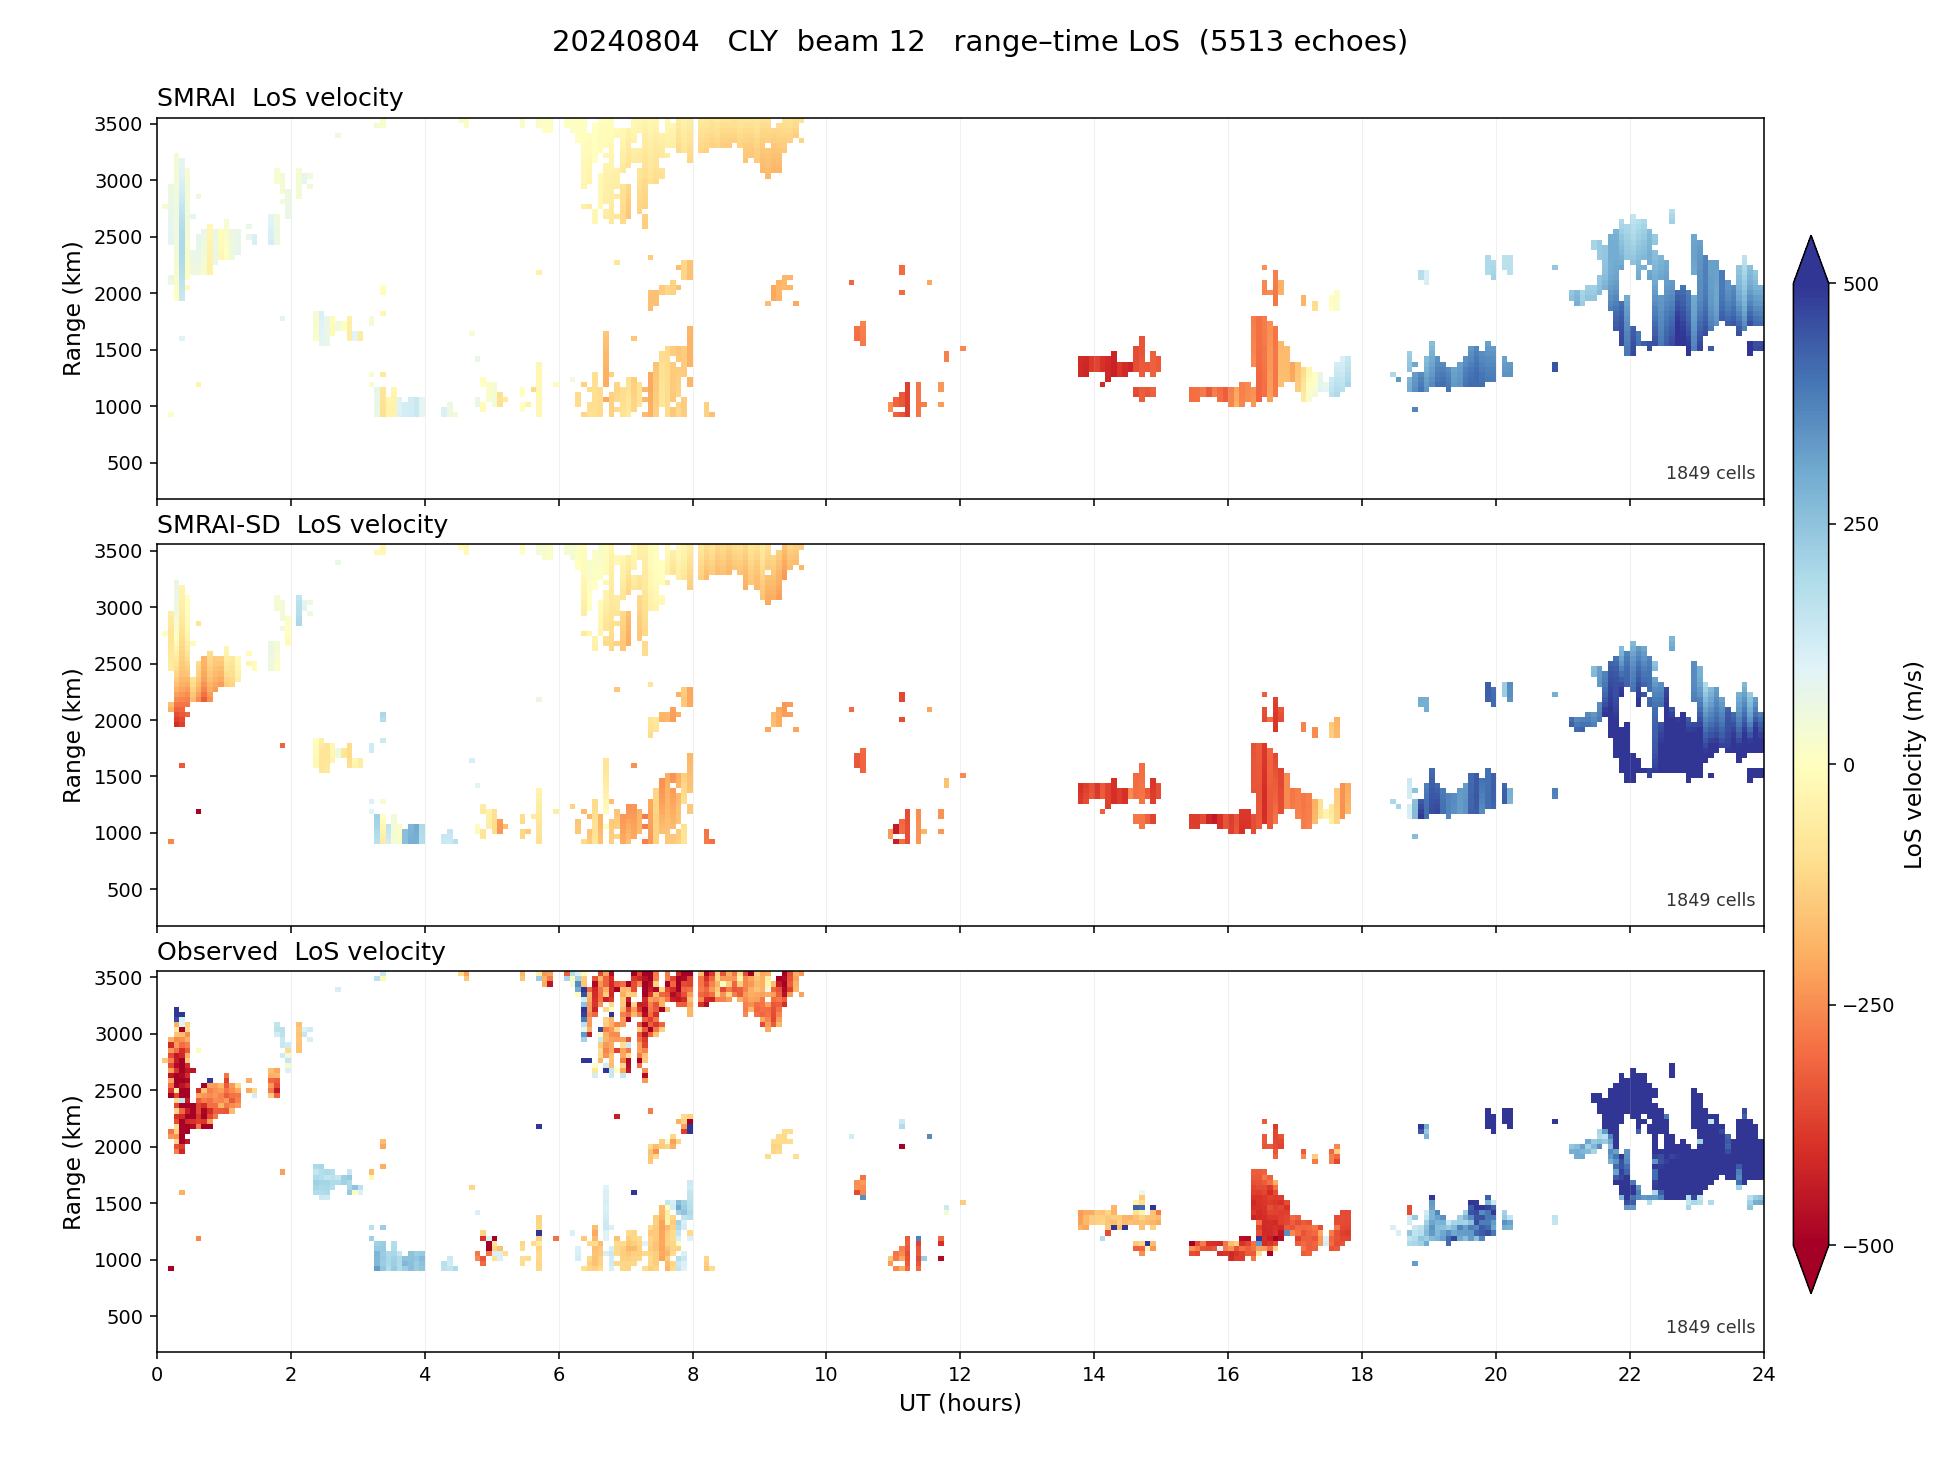 20240804   CLY  beam 12   range–time LoS  (5513 echoes)
SMRAI  LoS velocity
3500
3000
2500
2000
1500
1000
500
Range (km)
1849 cells
SMRAI-SD  LoS velocity
3500
3000
2500
2000
1500
1000
500
Range (km)
1849 cells
Observed  LoS velocity
3500
3000
2500
2000
1500
1000
500
Range (km)
1849 cells
0 2 4 6 8 10 12 14 16 18 20 22 24
UT (hours)
500
250
0
−250
−500
LoS velocity (m/s)